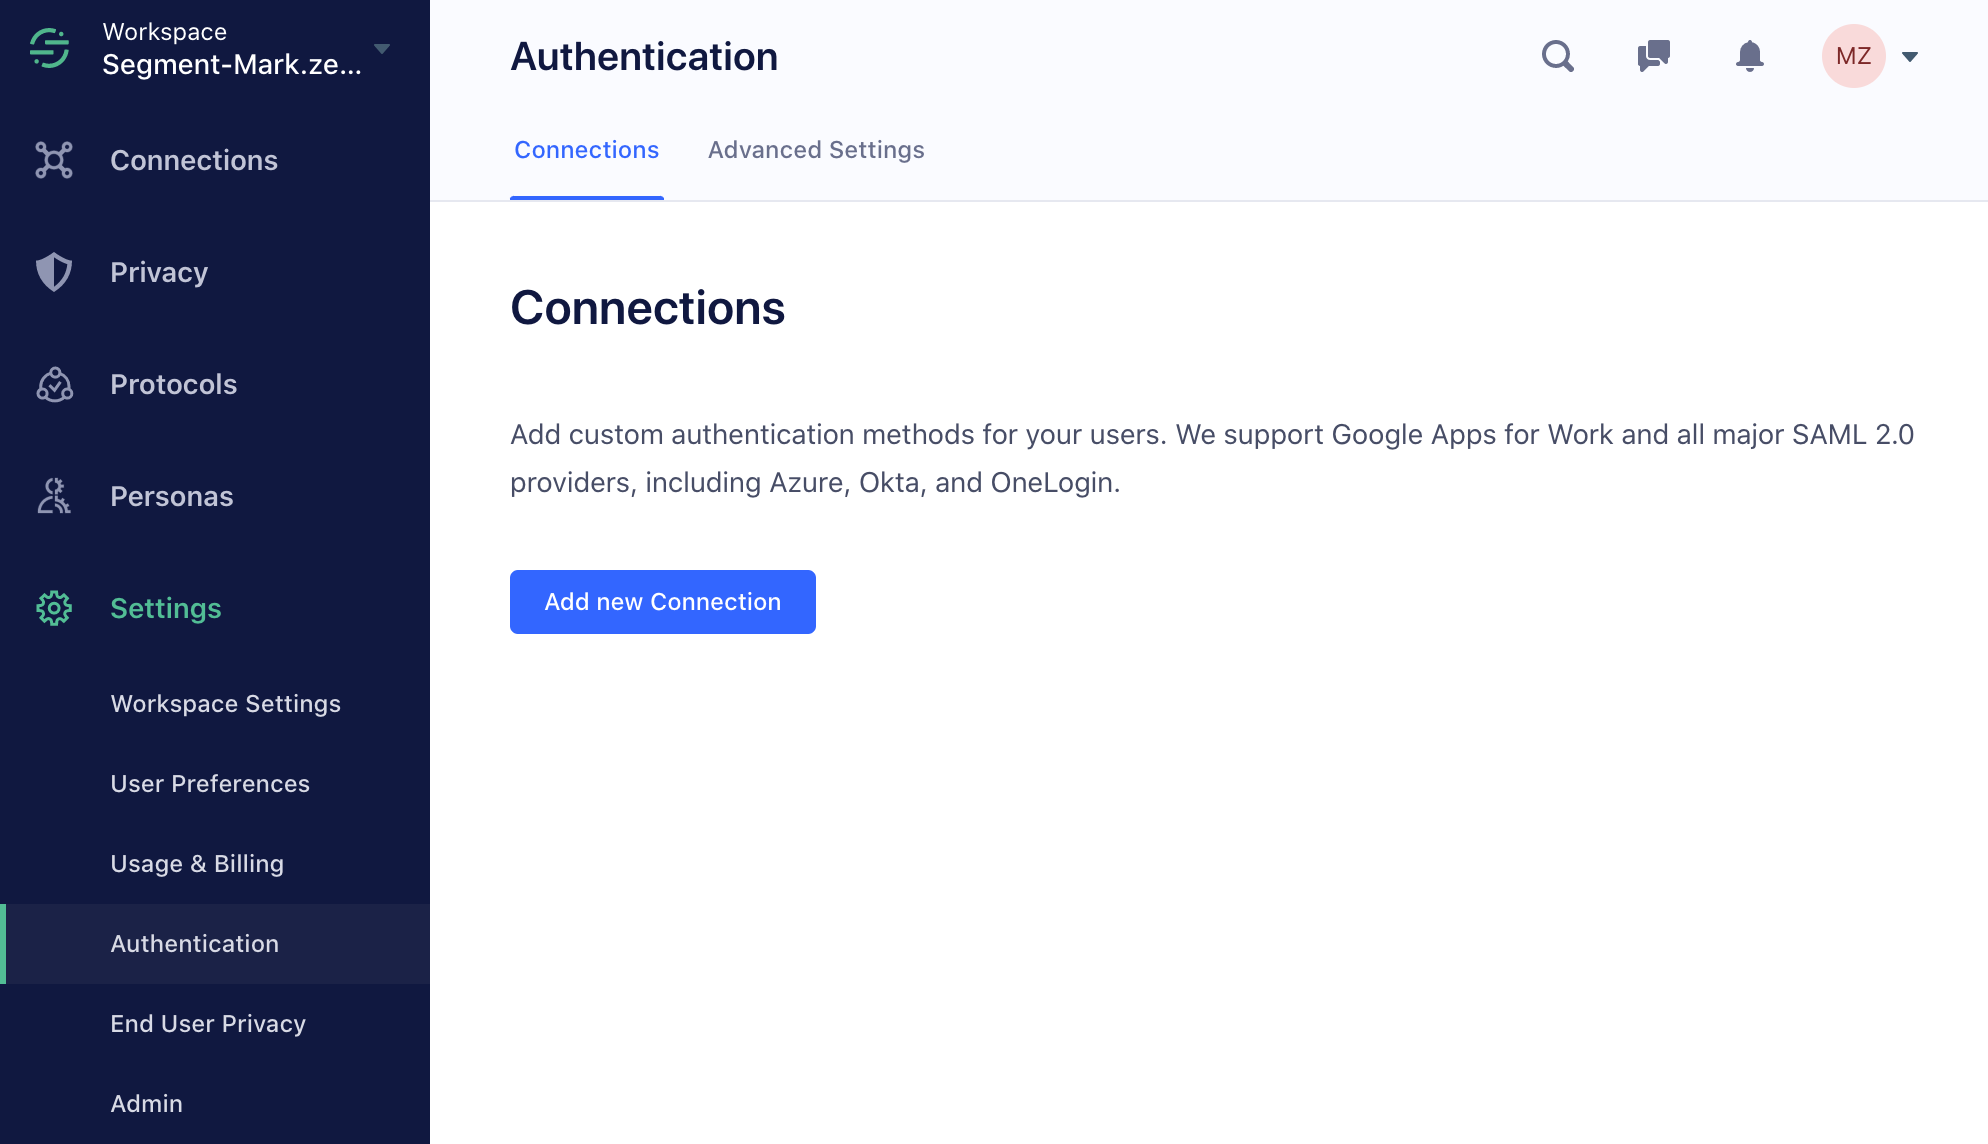 Workspace
Segment-Mark.ze...
Connections
Privacy
Protocols
Personas
Settings
Workspace Settings
User Preferences
Usage & Billing
Authentication
End User Privacy
Admin
Authentication
MZ
Connections
Advanced Settings
Connections
Add custom authentication methods for your users. We support Google Apps for Work and all major SAML 2.0
providers, including Azure, Okta, and OneLogin.
Add new Connection